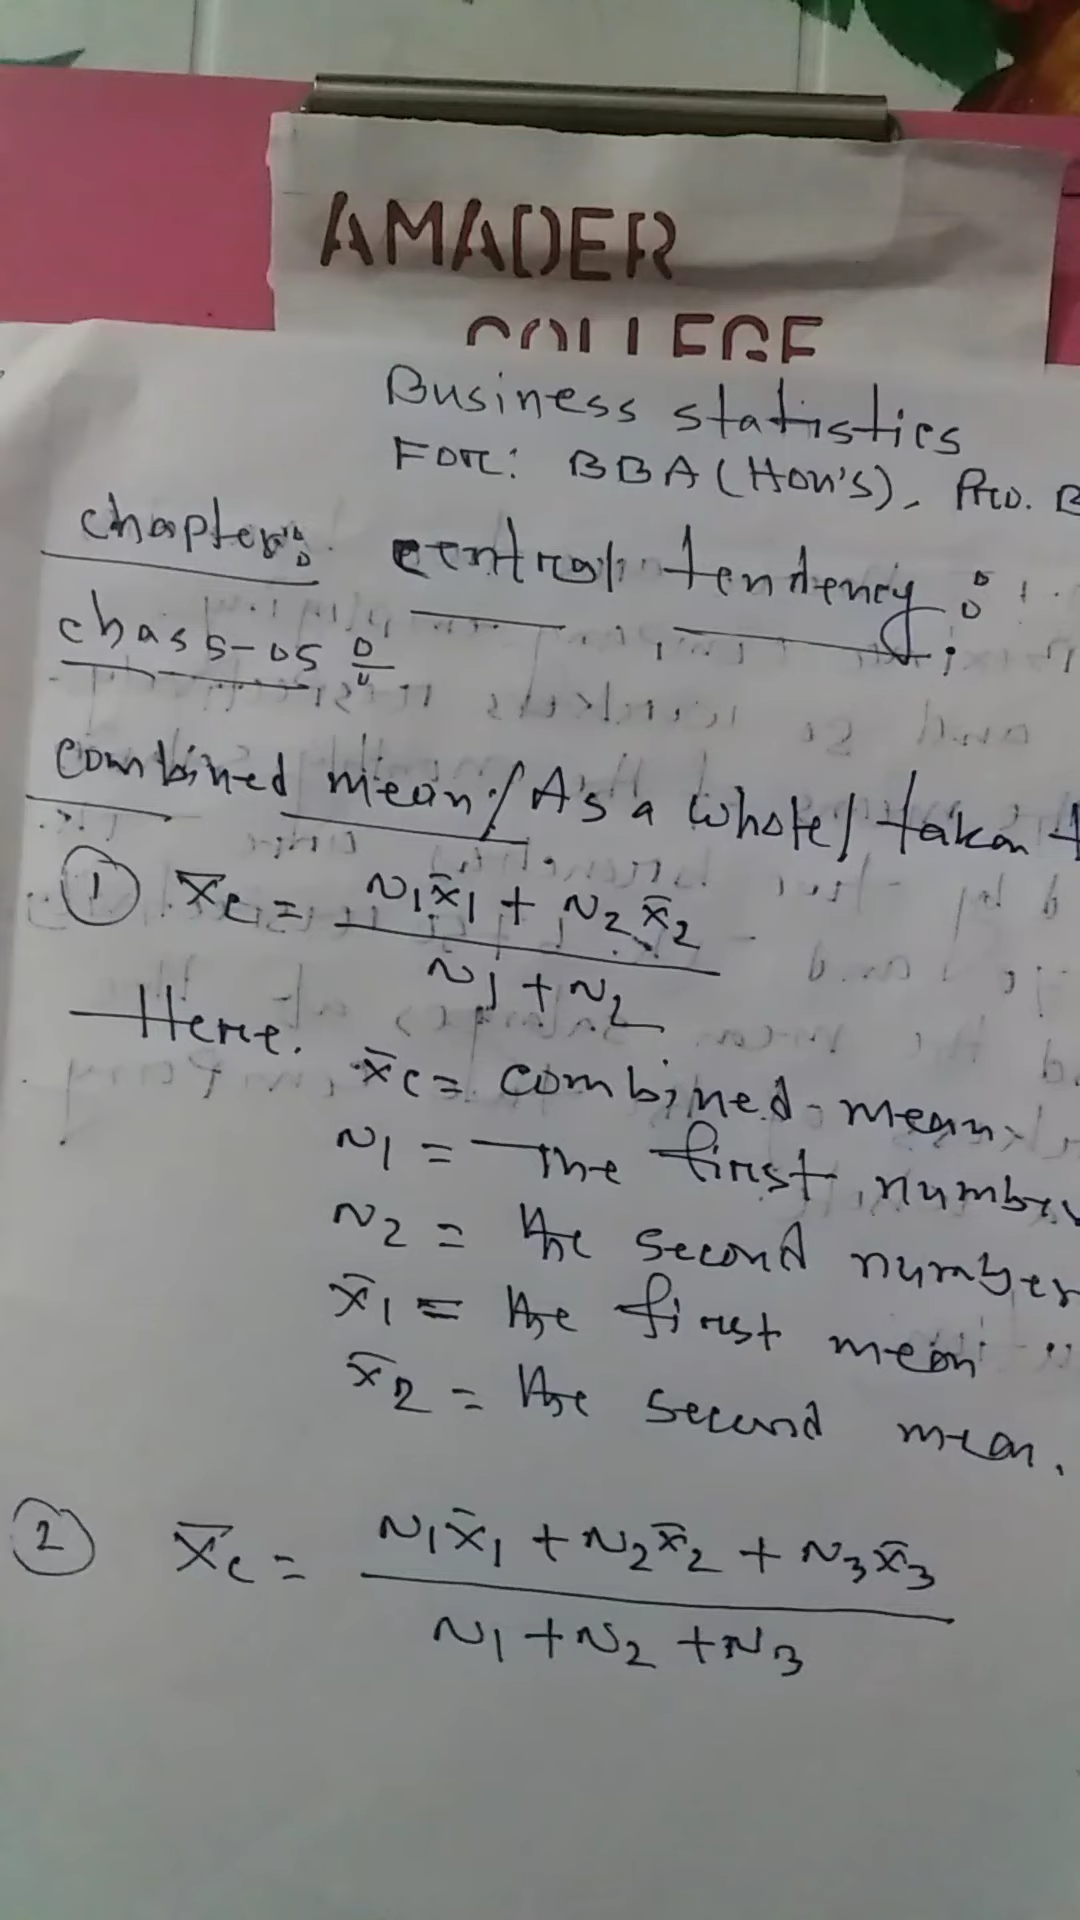 AMADER
COLLEGE
Business statistics
For: BBA (Hon's), Pro. B
Chapter: central tendency:
chass-05:
Combined mean/As a whole/taken t
① x̄c = N1x̄1 + N2x̄2
N1 + N2
Here.
x̄c = combined mean
N1 = The first number
N2 = the second number
x̄1 = the first mean
x̄2 = the second mean.
② x̄c = N1x̄1 + N2x̄2 + N3x̄3
N1 + N2 + N3